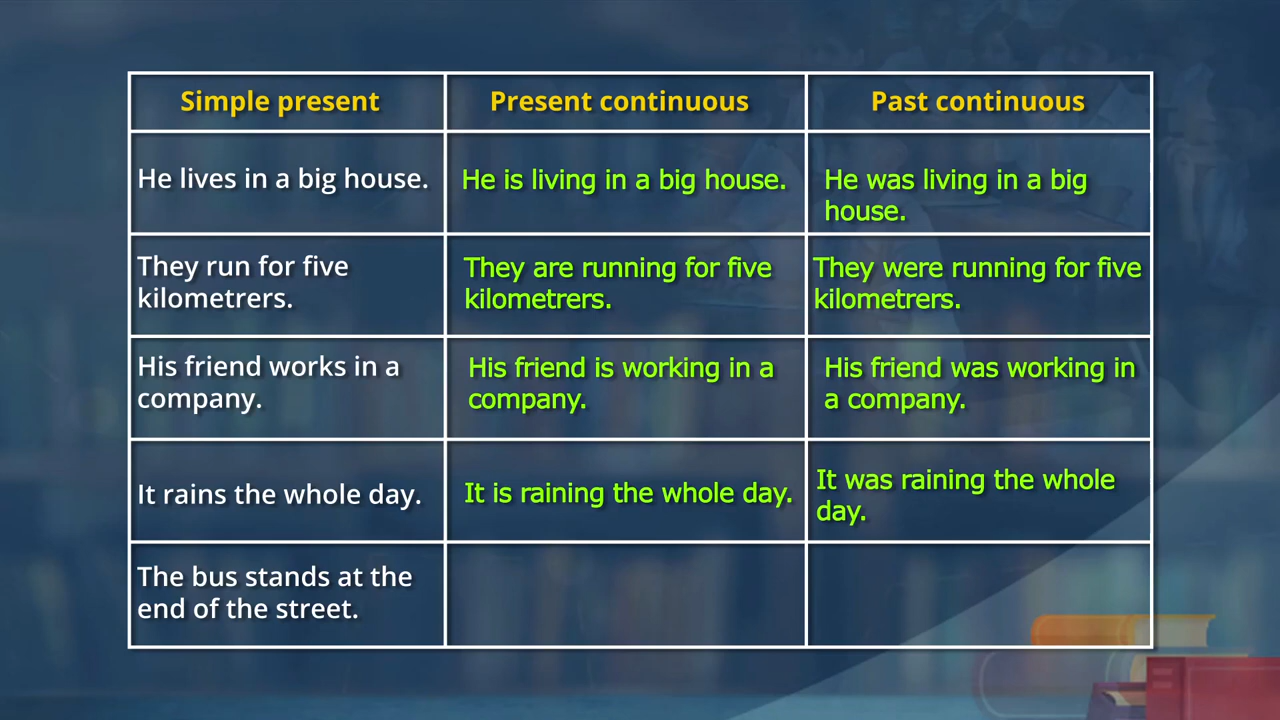 Simple present
Present continuous
Past continuous
He lives in a big house.
He is living in a big house.
He was living in a big
house.
They run for five
kilometrers.
They are running for five
kilometrers.
They were running for five
kilometrers.
His friend works in a
company.
His friend is working in a
company.
His friend was working in
a company.
It rains the whole day.
It is raining the whole day.
It was raining the whole
day.
The bus stands at the
end of the street.